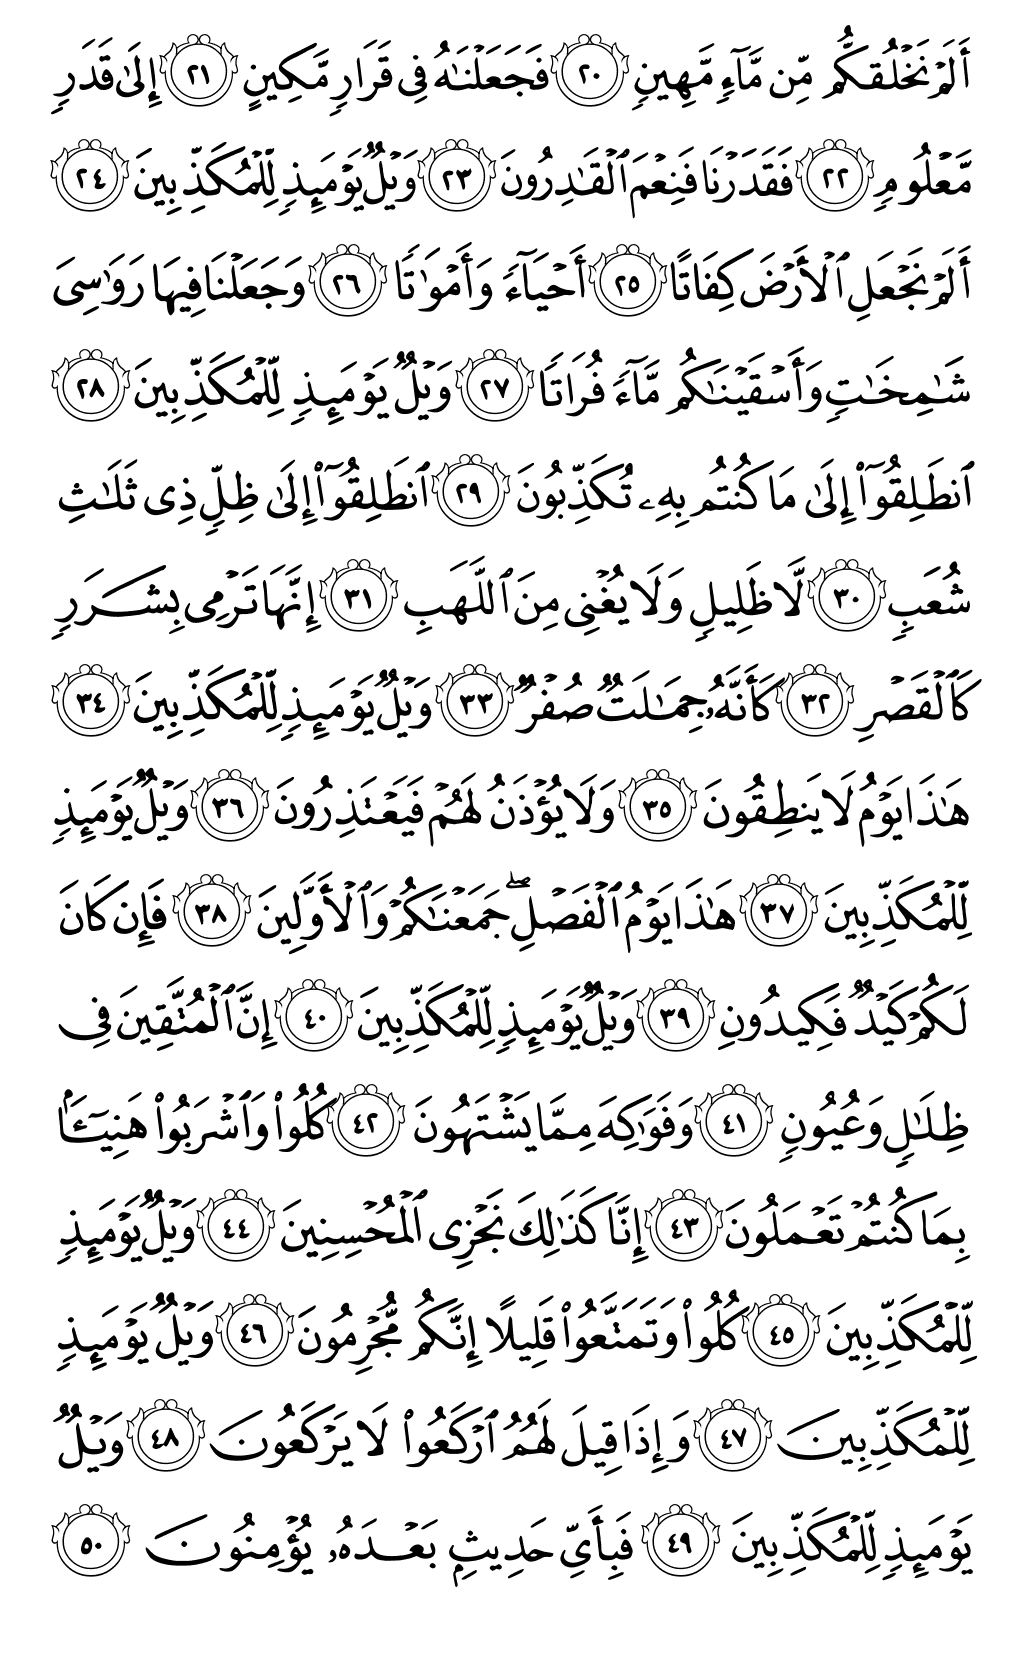 أَلَمْ نَخْلُقكُّم مِّن مَّآءٍ مَّهِينٍ ٢٠ فَجَعَلْنَٰهُ فِى قَرَارٍ مَّكِينٍ ٢١ إِلَىٰ قَدَرٍ
مَّعْلُومٍ ٢٢ فَقَدَرْنَا فَنِعْمَ ٱلْقَٰدِرُونَ ٢٣ وَيْلٌ يَوْمَئِذٍ لِّلْمُكَذِّبِينَ ٢٤
أَلَمْ نَجْعَلِ ٱلْأَرْضَ كِفَاتًا ٢٥ أَحْيَآءً وَأَمْوَٰتًا ٢٦ وَجَعَلْنَا فِيهَا رَوَٰسِىَ
شَٰمِخَٰتٍ وَأَسْقَيْنَٰكُم مَّآءً فُرَاتًا ٢٧ وَيْلٌ يَوْمَئِذٍ لِّلْمُكَذِّبِينَ ٢٨
ٱنطَلِقُوٓا۟ إِلَىٰ مَا كُنتُم بِهِۦ تُكَذِّبُونَ ٢٩ ٱنطَلِقُوٓا۟ إِلَىٰ ظِلٍّ ذِى ثَلَٰثِ
شُعَبٍ ٣٠ لَّا ظَلِيلٍ وَلَا يُغْنِى مِنَ ٱللَّهَبِ ٣١ إِنَّهَا تَرْمِى بِشَرَرٍ
كَٱلْقَصْرِ ٣٢ كَأَنَّهُۥ جِمَٰلَتٌ صُفْرٌ ٣٣ وَيْلٌ يَوْمَئِذٍ لِّلْمُكَذِّبِينَ ٣٤
هَٰذَا يَوْمُ لَا يَنطِقُونَ ٣٥ وَلَا يُؤْذَنُ لَهُمْ فَيَعْتَذِرُونَ ٣٦ وَيْلٌ يَوْمَئِذٍ
لِّلْمُكَذِّبِينَ ٣٧ هَٰذَا يَوْمُ ٱلْفَصْلِ ۖ جَمَعْنَٰكُمْ وَٱلْأَوَّلِينَ ٣٨ فَإِن كَانَ
لَكُمْ كَيْدٌ فَكِيدُونِ ٣٩ وَيْلٌ يَوْمَئِذٍ لِّلْمُكَذِّبِينَ ٤٠ إِنَّ ٱلْمُتَّقِينَ فِى
ظِلَٰلٍ وَعُيُونٍ ٤١ وَفَوَٰكِهَ مِمَّا يَشْتَهُونَ ٤٢ كُلُوا۟ وَٱشْرَبُوا۟ هَنِيٓـًٔۢا
بِمَا كُنتُمْ تَعْمَلُونَ ٤٣ إِنَّا كَذَٰلِكَ نَجْزِى ٱلْمُحْسِنِينَ ٤٤ وَيْلٌ يَوْمَئِذٍ
لِّلْمُكَذِّبِينَ ٤٥ كُلُوا۟ وَتَمَتَّعُوا۟ قَلِيلًا إِنَّكُم مُّجْرِمُونَ ٤٦ وَيْلٌ يَوْمَئِذٍ
لِّلْمُكَذِّبِينَ ٤٧ وَإِذَا قِيلَ لَهُمُ ٱرْكَعُوا۟ لَا يَرْكَعُونَ ٤٨ وَيْلٌ
يَوْمَئِذٍ لِّلْمُكَذِّبِينَ ٤٩ فَبِأَىِّ حَدِيثٍۭ بَعْدَهُۥ يُؤْمِنُونَ ٥٠